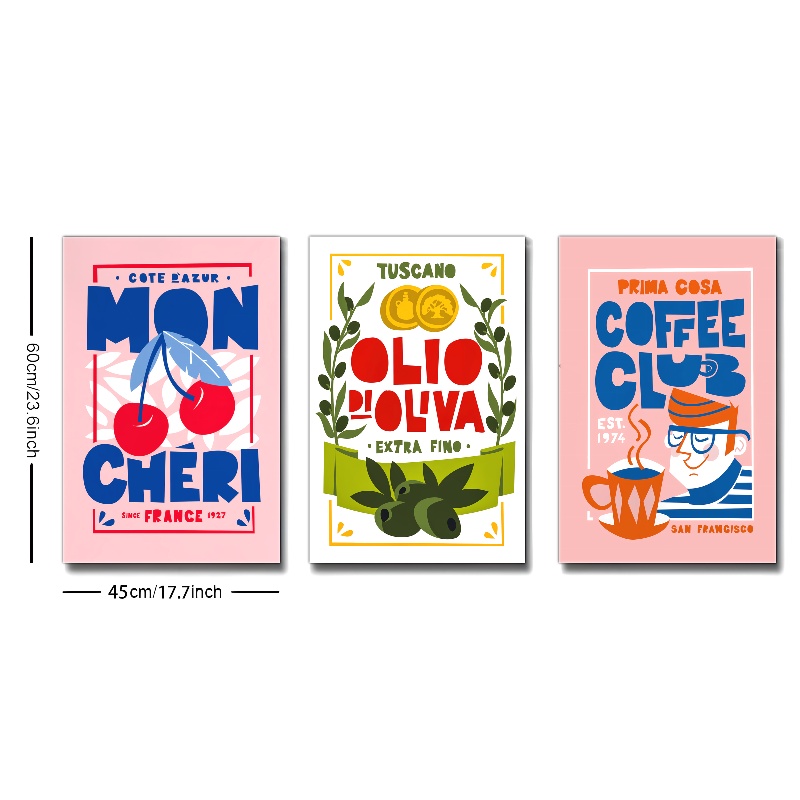 60cm/23.6inch
45cm/17.7inch
· COTE D'AZUR ·
MON
CHÉRI
SINCE FRANCE 1927
TUSCANO
OLIO
DI OLIVA
· EXTRA FINO ·
PRIMA COSA
COFFEE
CLUB
EST.
1974
SAN FRANCISCO